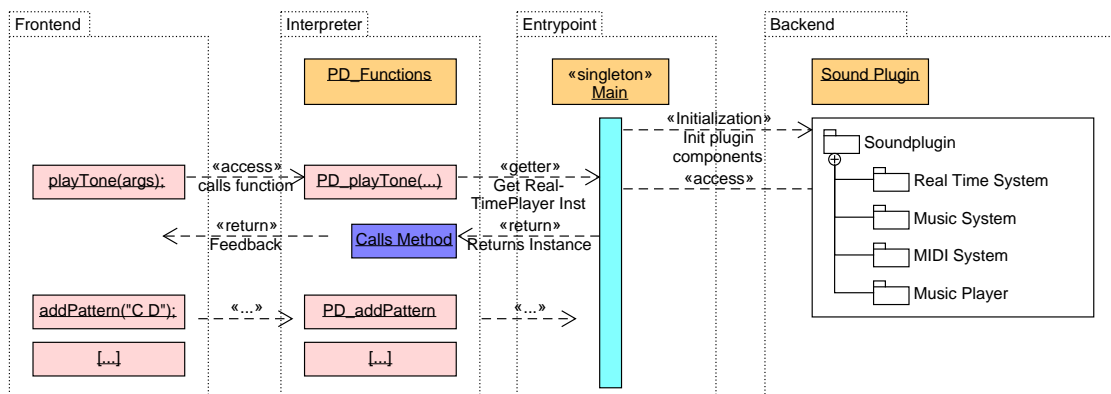 Frontend
Interpreter
Entrypoint
Backend
PD_Functions
«singleton»
Main
Sound Plugin
«Initialization»
Init plugin
components
Soundplugin
playTone(args);
«access»
calls function
PD_playTone(...)
«getter»
Get Real-
TimePlayer Inst
«access»
Real Time System
«return»
Feedback
Calls Method
«return»
Returns Instance
Music System
MIDI System
Music Player
addPattern("C D");
«...»
PD_addPattern
«...»
[...]
[...]